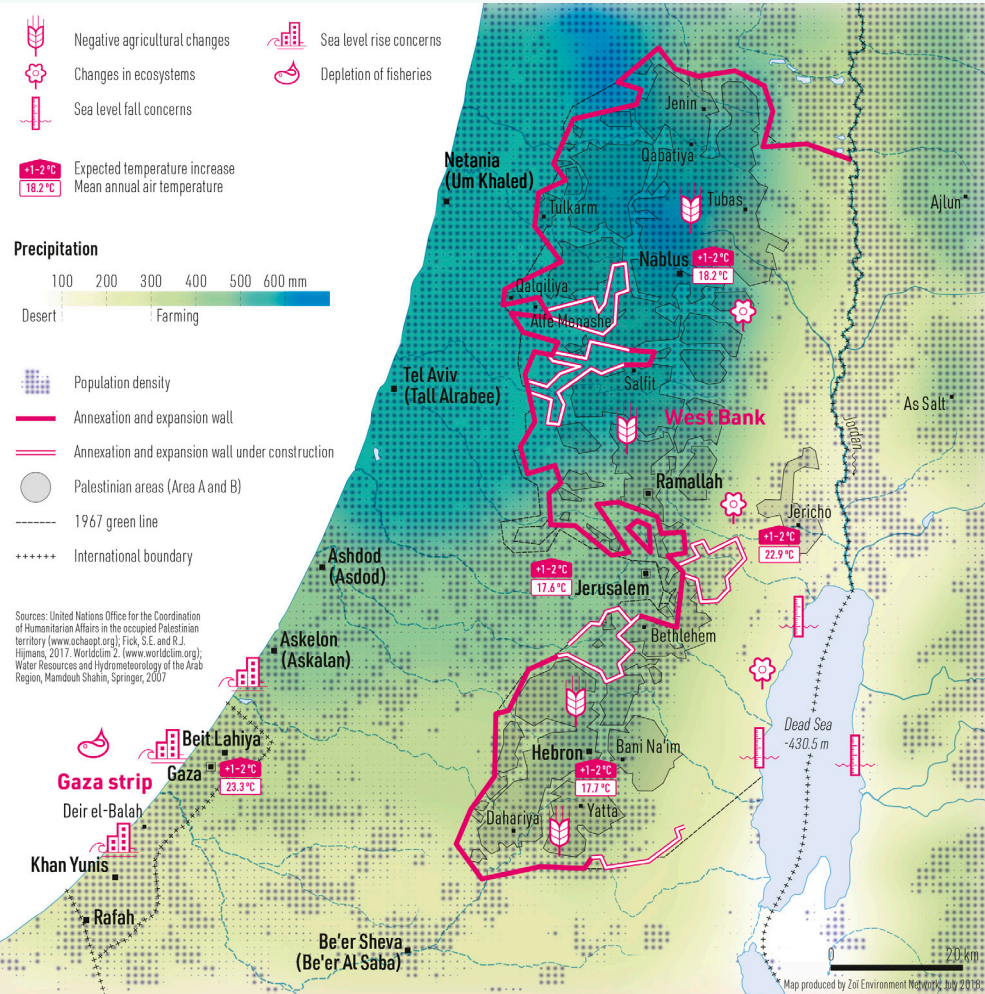 Negative agricultural changes
Changes in ecosystems
Sea level fall concerns
Sea level rise concerns
Depletion of fisheries
+1-2 °C
18.2 °C
Expected temperature increase
Mean annual air temperature
Precipitation
100 200 300 400 500 600 mm
Desert Farming
Population density
Annexation and expansion wall
Annexation and expansion wall under construction
Palestinian areas (Area A and B)
1967 green line
International boundary
Sources: United Nations Office for the Coordination
of Humanitarian Affairs in the occupied Palestinian
territory (www.ochaopt.org); Fick, S.E. and R.J.
Hijmans, 2017. Worldclim 2. (www.worldclim.org);
Water Resources and Hydrometeorology of the Arab
Region, Mamdouh Shahin, Springer, 2007
Jenin
Netania
(Um Khaled)
Qabatiya
Tulkarm
Tubas
Ajlun
Nablus
+1-2 °C
18.2 °C
Qalqiliya
Alfe Menashe
Tel Aviv
(Tall Alrabee)
Salfit
As Salt
West Bank
Jordan
Ramallah
Jericho
+1-2 °C
22.9 °C
Ashdod
(Asdod)
+1-2 °C
17.6 °C
Jerusalem
Bethlehem
Askelon
(Askalan)
Dead Sea
-430.5 m
Beit Lahiya
Gaza
+1-2 °C
23.3 °C
Gaza strip
Deir el-Balah
Hebron
Bani Na'im
+1-2 °C
17.7 °C
Yatta
Dahariya
Khan Yunis
Rafah
Be'er Sheva
(Be'er Al Saba)
0 20 km
Map produced by Zoï Environment Network, July 2018